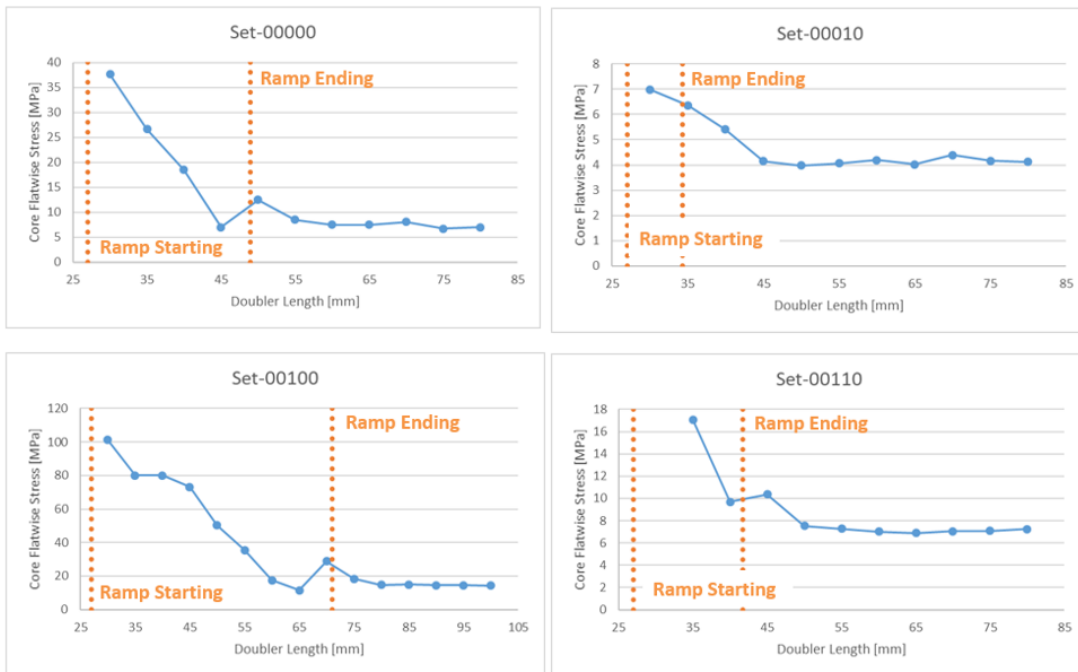 Set-00000
Core Flatwise Stress [MPa]
40
35
30
25
20
15
10
5
0
Ramp Ending
Ramp Starting
25 35 45 55 65 75 85
Doubler Length [mm]
Set-00010
Core Flatwise Stress [MPa]
8
7
6
5
4
3
2
1
0
Ramp Ending
Ramp Starting
25 35 45 55 65 75 85
Doubler Length [mm]
Set-00100
Core Flatwise Stress [MPa]
120
100
80
60
40
20
0
Ramp Ending
Ramp Starting
25 35 45 55 65 75 85 95 105
Doubler Length [mm]
Set-00110
Core Flatwise Stress [MPa]
18
16
14
12
10
8
6
4
2
0
Ramp Ending
Ramp Starting
25 35 45 55 65 75 85
Doubler Length [mm]